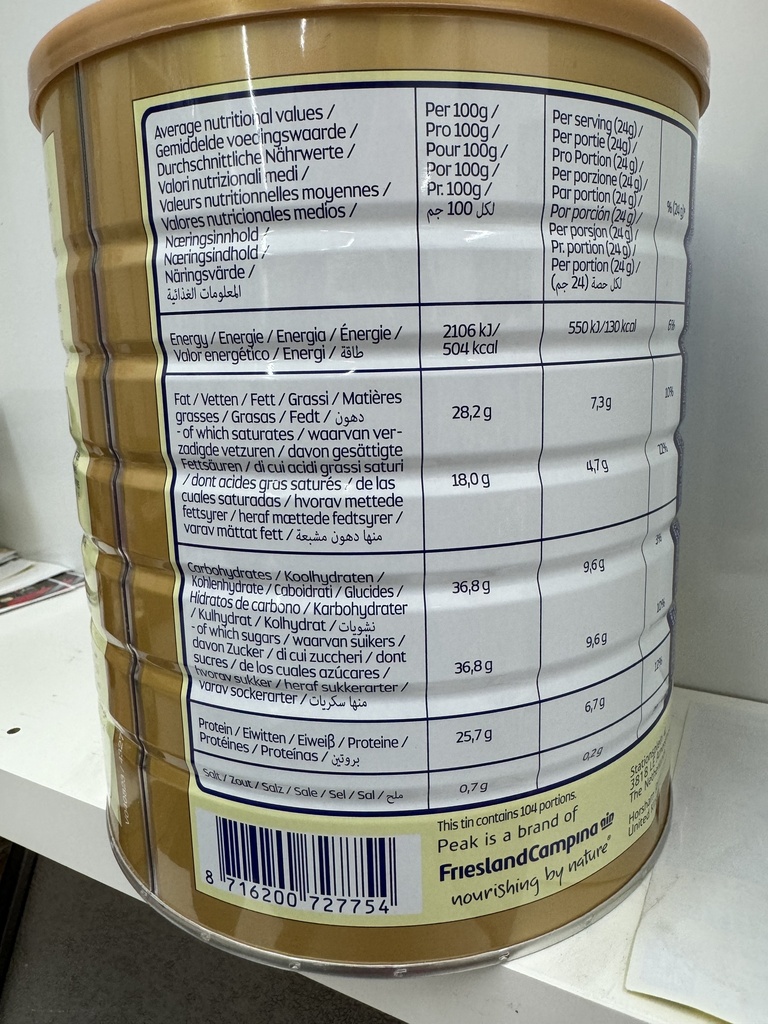 Average nutritional values /
Gemiddelde voedingswaarde /
Durchschnittliche Nährwerte /
Valori nutrizionali medi /
Valeurs nutritionnelles moyennes /
Valores nutricionales medios /
Næringsinnhold /
Næringsindhold /
Näringsvärde /
المعلومات الغذائية
Per 100g /
Pro 100g /
Pour 100g /
Por 100g /
Pr. 100g /
لكل 100 جم
Per serving (24g) /
Per portie (24g) /
Pro Portion (24 g) /
Per porzione (24 g) /
Par portion (24 g) /
Por porción (24 g) /
Per porsjon (24 g) /
Pr. portion (24 g) /
Per portion (24 g) /
لكل حصة (24 جم)
% (24 g)*
Energy / Energie / Energia / Énergie /
Valor energético / Energi / طاقة
2106 kJ/
504 kcal
550 kJ/130 kcal
6%
Fat / Vetten / Fett / Grassi / Matières
grasses / Grasas / Fedt / دهون
28,2 g
7,3 g
10%
- of which saturates / waarvan ver-
zadigde vetzuren / davon gesättigte
Fettsäuren / di cui acidi grassi saturi
/ dont acides gras saturés / de las
cuales saturadas / hvorav mettede
fettsyrer / heraf mættede fedtsyrer /
varav mättat fett / منها دهون مشبعة
18,0 g
4,7 g
Carbohydrates / Koolhydraten /
Kohlenhydrate / Caboidrati / Glucides /
Hidratos de carbono / Karbohydrater
/ Kulhydrat / Kolhydrat / نشويات
36,8 g
9,6 g
- of which sugars / waarvan suikers /
davon Zucker / di cui zuccheri / dont
sucres / de los cuales azúcares /
hvorav sukker / heraf sukkerarter /
varav sockerarter / منها سكريات
36,8 g
9,6 g
10%
Protein / Eiwitten / Eiweiß / Proteine /
Protéines / Proteínas / بروتين
25,7 g
6,7 g
Salt / Zout / Salz / Sale / Sel / Sal / ملح
0,7 g
0,2 g
This tin contains 104 portions.
Peak is a brand of
FrieslandCampina
nourishing by nature®
8 716200 727754
3818 LE